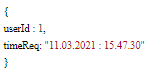 {
userId : 1,
timeReq: "11.03.2021 : 15.47.30"
}